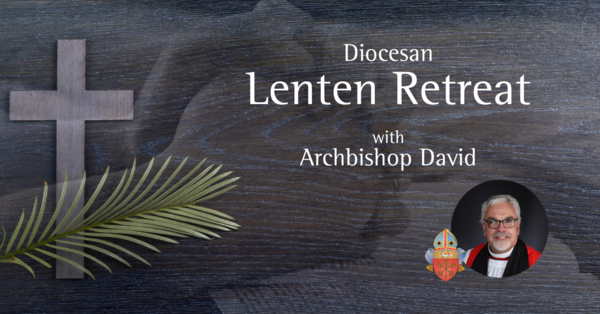 Diocesan
Lenten Retreat
with
Archbishop David